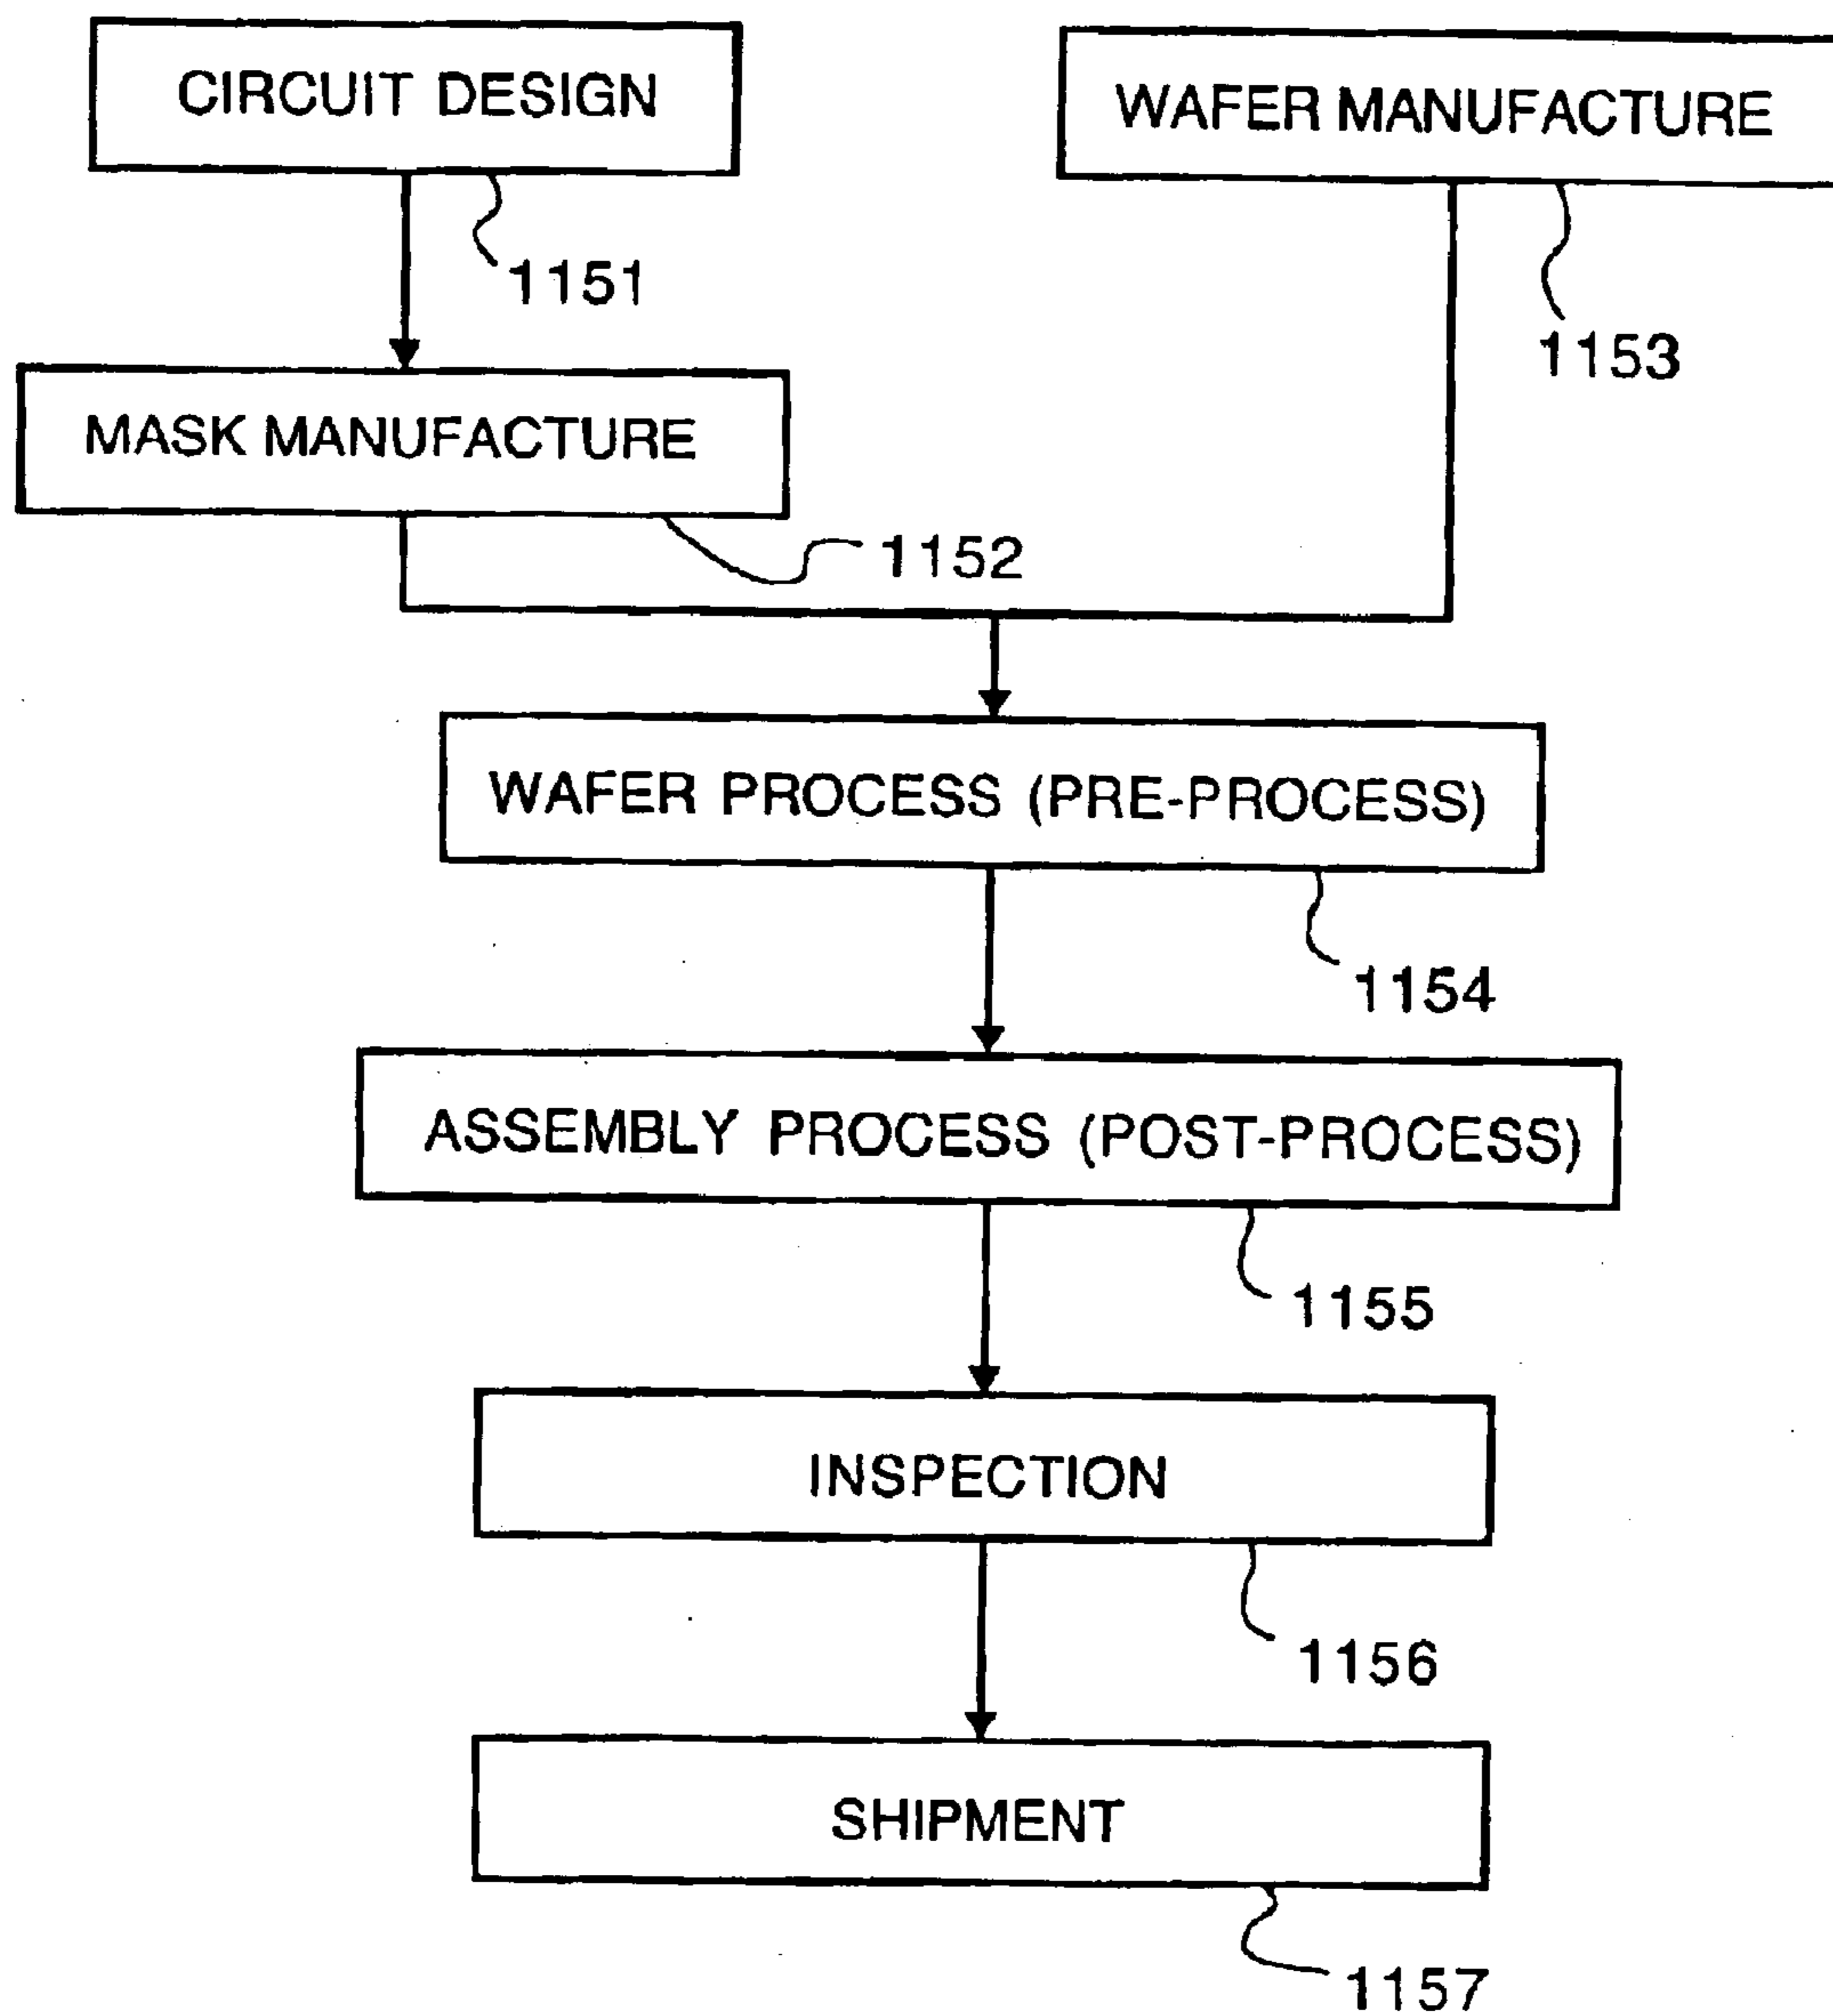 CIRCUIT DESIGN
WAFER MANUFACTURE
1151
1153
MASK MANUFACTURE
1152
WAFER PROCESS (PRE-PROCESS)
1154
ASSEMBLY PROCESS (POST-PROCESS)
1155
INSPECTION
1156
SHIPMENT
1157